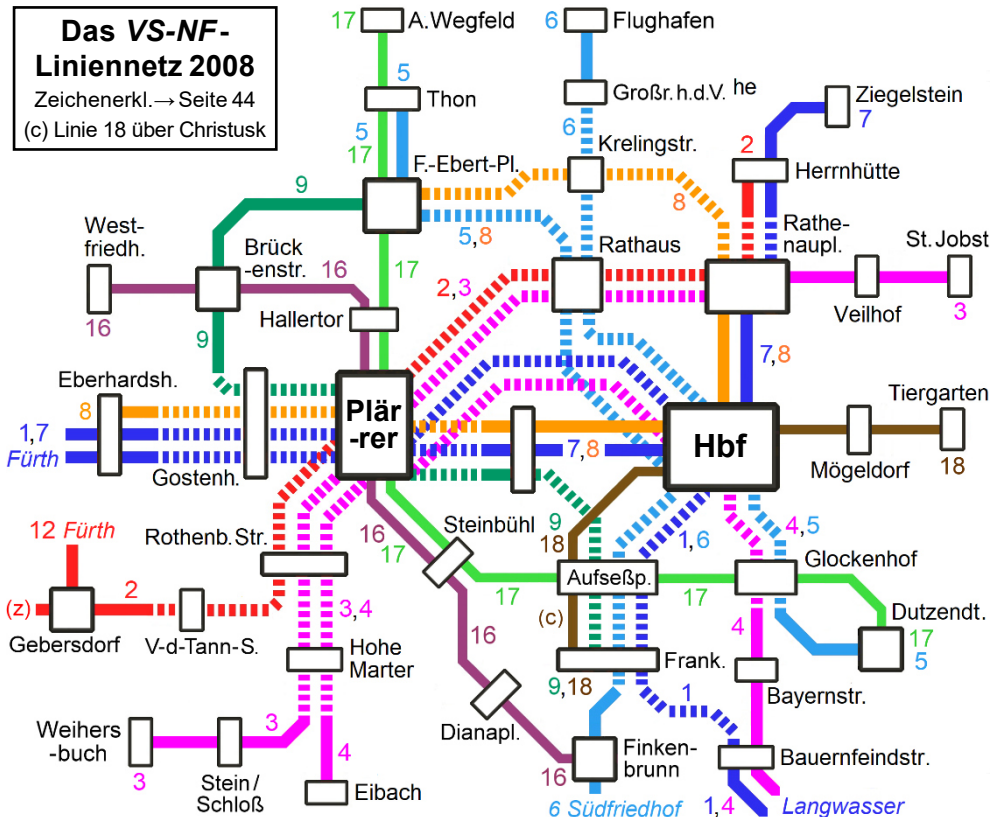 Das VS-NF-
Liniennetz 2008
Zeichenerkl.→ Seite 44
(c) Linie 18 über Christusk
17
A.Wegfeld
6
Flughafen
5
Thon
Großr.h.d.V. he
Ziegelstein
7
5
17
6
Krelingstr.
2
Herrnhütte
F.-Ebert-Pl.
9
8
West-
friedh.
Brück
-enstr.
16
17
5,8
Rathaus
Rathe-
naupl.
St.Jobst
16
Hallertor
2,3
Veilhof
3
9
7,8
Eberhardsh.
8
1,7
Fürth
Gostenh.
Plär
-rer
7,8
Hbf
Tiergarten
Mögeldorf
18
Steinbühl
9
18
1,6
4,5
Rothenb.Str.
16
17
12 Fürth
Glockenhof
Aufseßp.
(z)
2
17
17
Gebersdorf
V-d-Tann-S.
3,4
(c)
4
Dutzendt.
17
5
16
Hohe
Marter
Frank.
9,18
1
Bayernstr.
Weihers
-buch
3
3
4
Dianapl.
Stein/
Schloß
Eibach
16
Finken-
brunn
Bauernfeindstr.
6 Südfriedhof
1,4
Langwasser